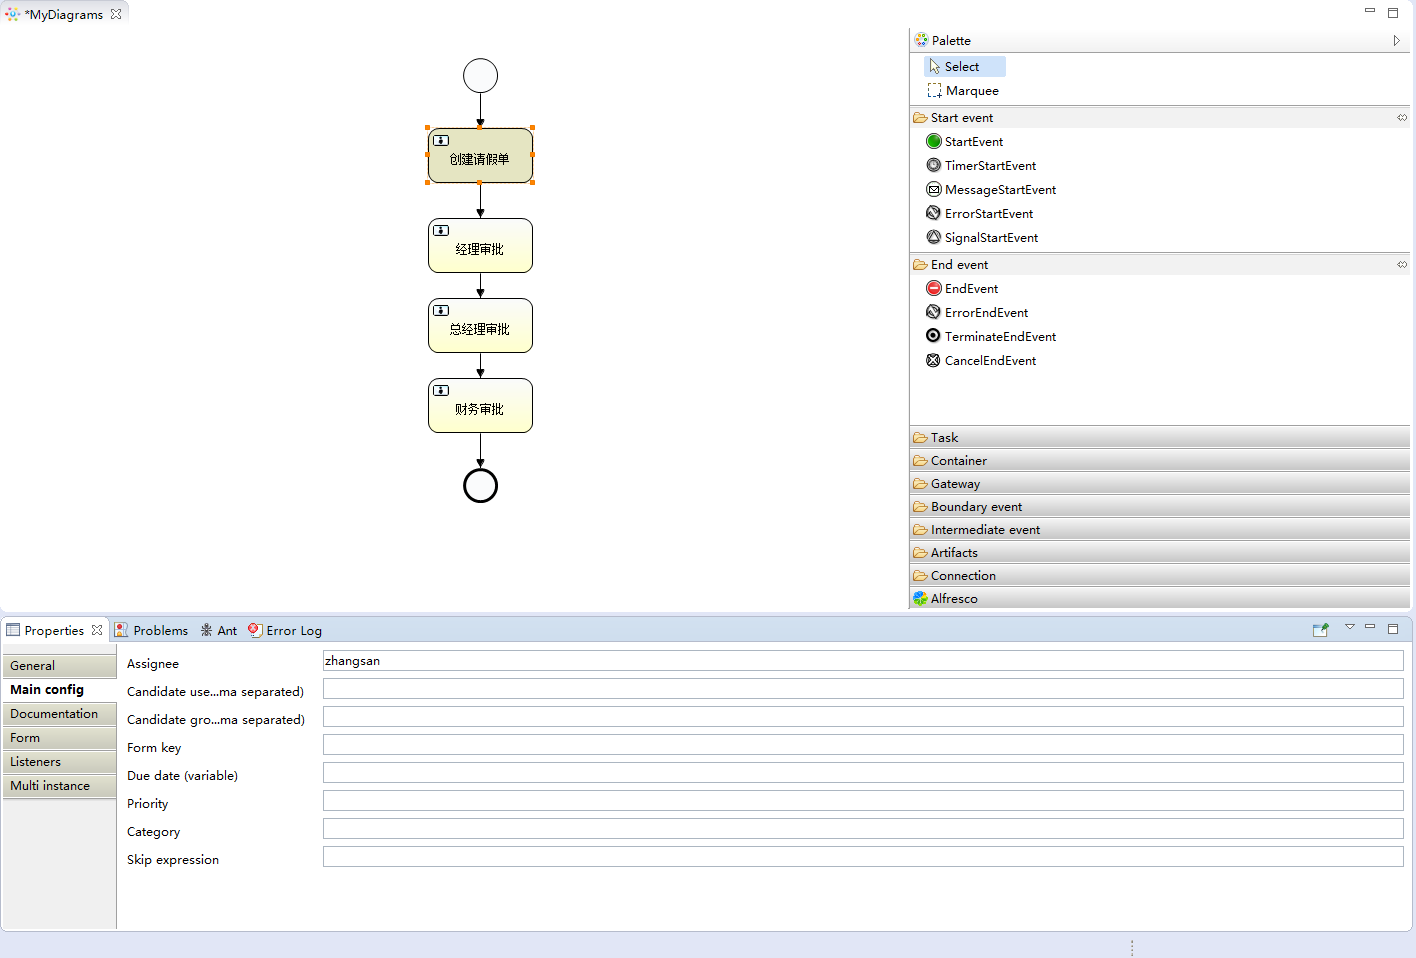 *MyDiagrams
创建请假单
经理审批
总经理审批
财务审批
Palette
Select
Marquee
Start event
StartEvent
TimerStartEvent
MessageStartEvent
ErrorStartEvent
SignalStartEvent
End event
EndEvent
ErrorEndEvent
TerminateEndEvent
CancelEndEvent
Task
Container
Gateway
Boundary event
Intermediate event
Artifacts
Connection
Alfresco
Properties
Problems
Ant
Error Log
General
Main config
Documentation
Form
Listeners
Multi instance
Assignee
zhangsan
Candidate use...ma separated)
Candidate gro...ma separated)
Form key
Due date (variable)
Priority
Category
Skip expression